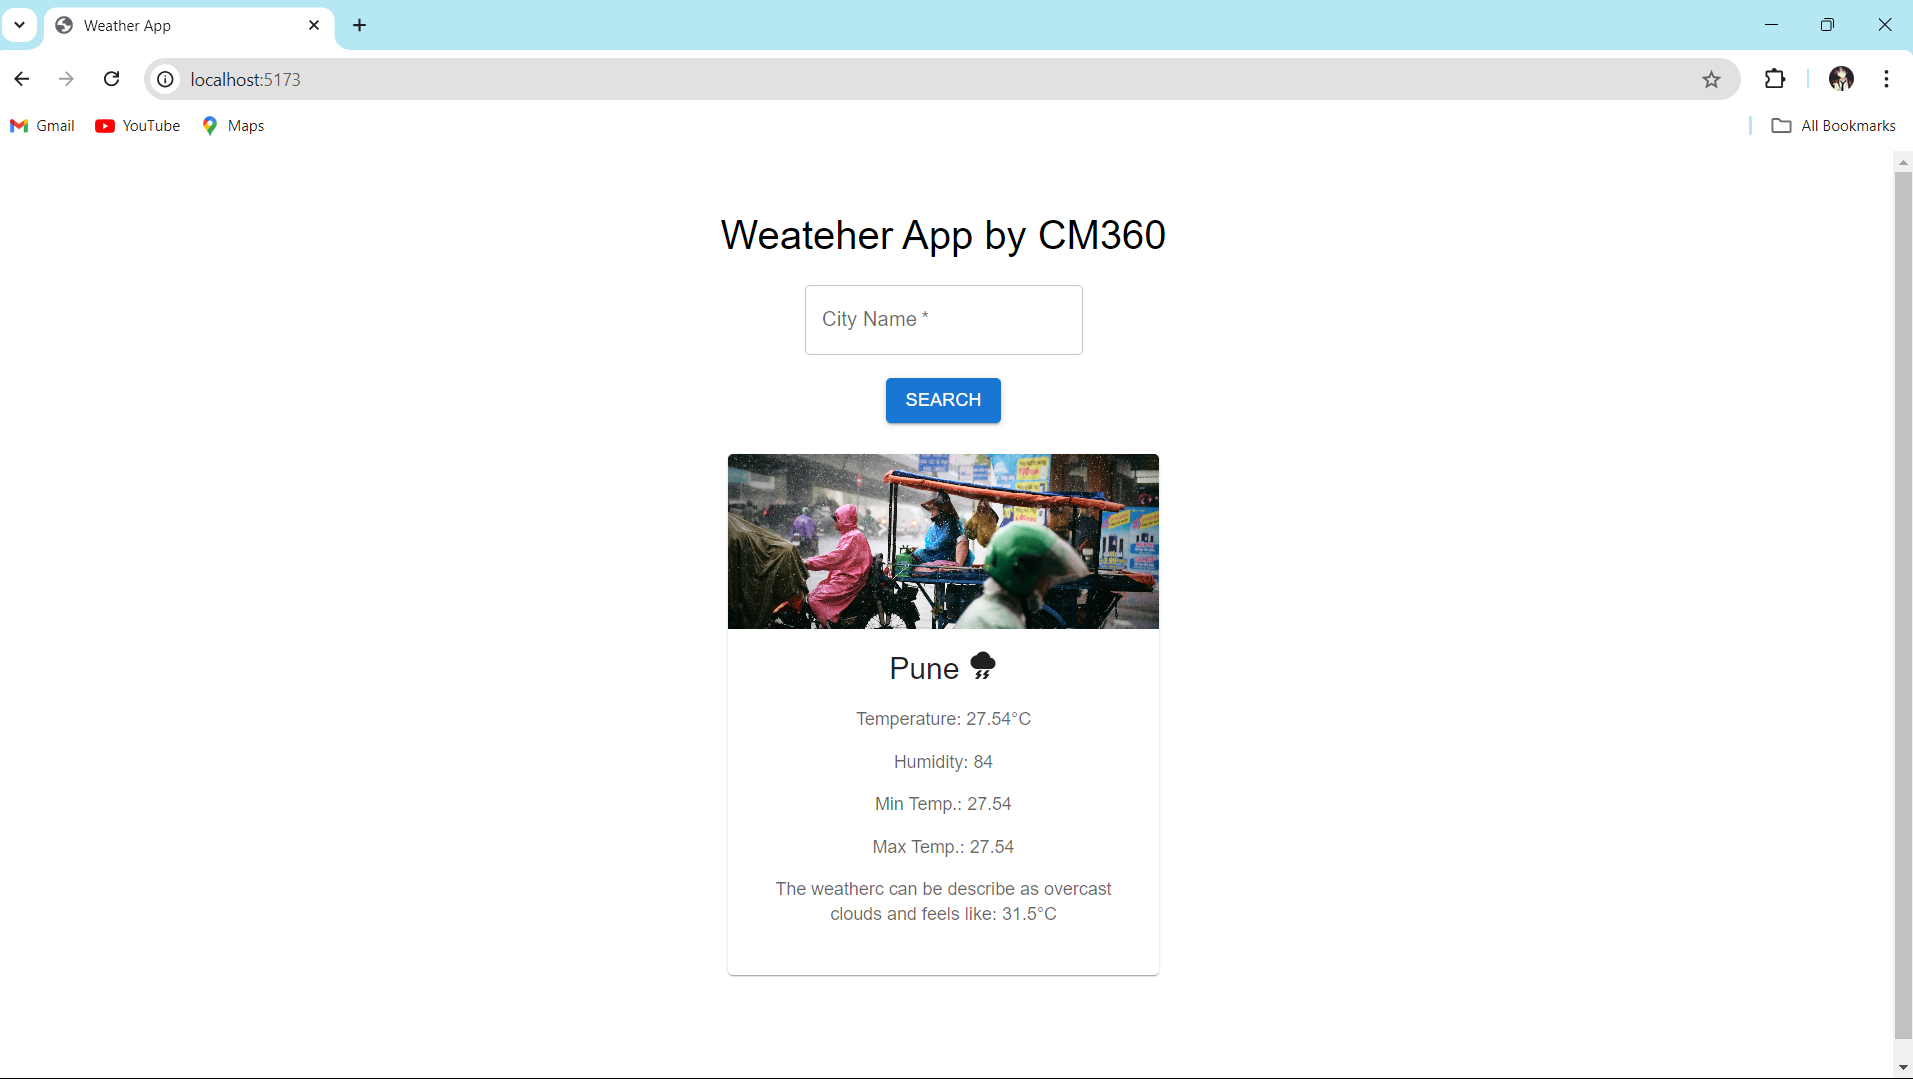 Weather App
localhost:5173
Gmail YouTube Maps All Bookmarks
Weateher App by CM360
City Name *
SEARCH
Pune
Temperature: 27.54°C
Humidity: 84
Min Temp.: 27.54
Max Temp.: 27.54
The weatherc can be describe as overcast
clouds and feels like: 31.5°C